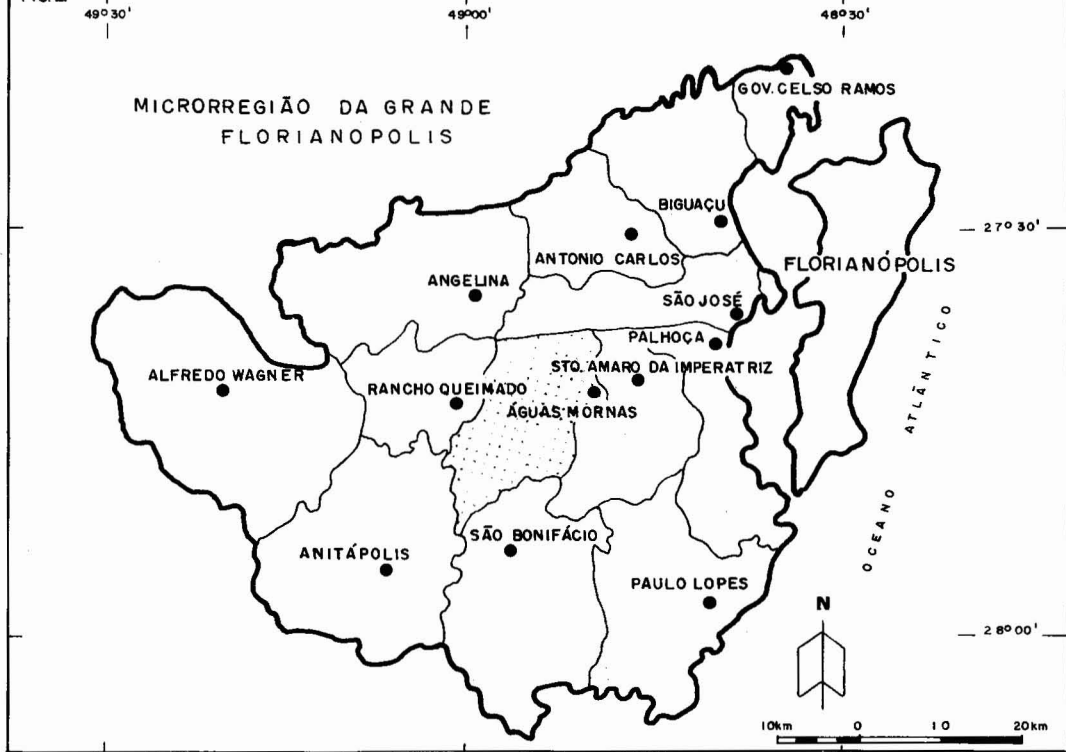 49°30'
49°00'
48°30'
MICRORREGIÃO DA GRANDE
FLORIANOPOLIS
GOV. CELSO RAMOS
BIGUAÇU
27°30'
ANTONIO CARLOS
FLORIANÓPOLIS
ANGELINA
SÃO JOSÉ
PALHOÇA
ALFREDO WAGNER
STO. AMARO DA IMPERATRIZ
RANCHO QUEIMADO
ÁGUAS MORNAS
OCEANO ATLÂNTICO
SÃO BONIFÁCIO
ANITÁPOLIS
PAULO LOPES
N
28°00'
10km 0 10 20km